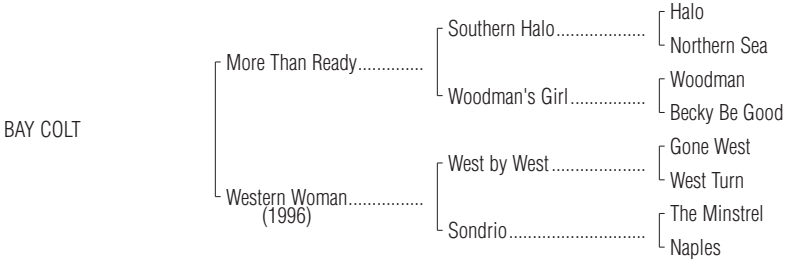 Halo
Southern Halo....................
Northern Sea
More Than Ready..............
Woodman
Woodman's Girl.................
Becky Be Good
BAY COLT
Gone West
West by West.....................
West Turn
Western Woman................
(1996)
The Minstrel
Sondrio..............................
Naples